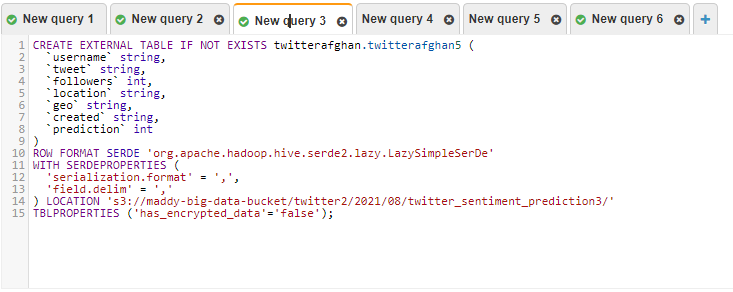 New query 1 New query 2 New query 3 New query 4 New query 5 New query 6 +
1 CREATE EXTERNAL TABLE IF NOT EXISTS twitterafghan.twitterafghan5 (
2 `username` string,
3 `tweet` string,
4 `followers` int,
5 `location` string,
6 `geo` string,
7 `created` string,
8 `prediction` int
9 )
10 ROW FORMAT SERDE 'org.apache.hadoop.hive.serde2.lazy.LazySimpleSerDe'
11 WITH SERDEPROPERTIES (
12 'serialization.format' = ',',
13 'field.delim' = ','
14 ) LOCATION 's3://maddy-big-data-bucket/twitter2/2021/08/twitter_sentiment_prediction3/'
15 TBLPROPERTIES ('has_encrypted_data'='false');